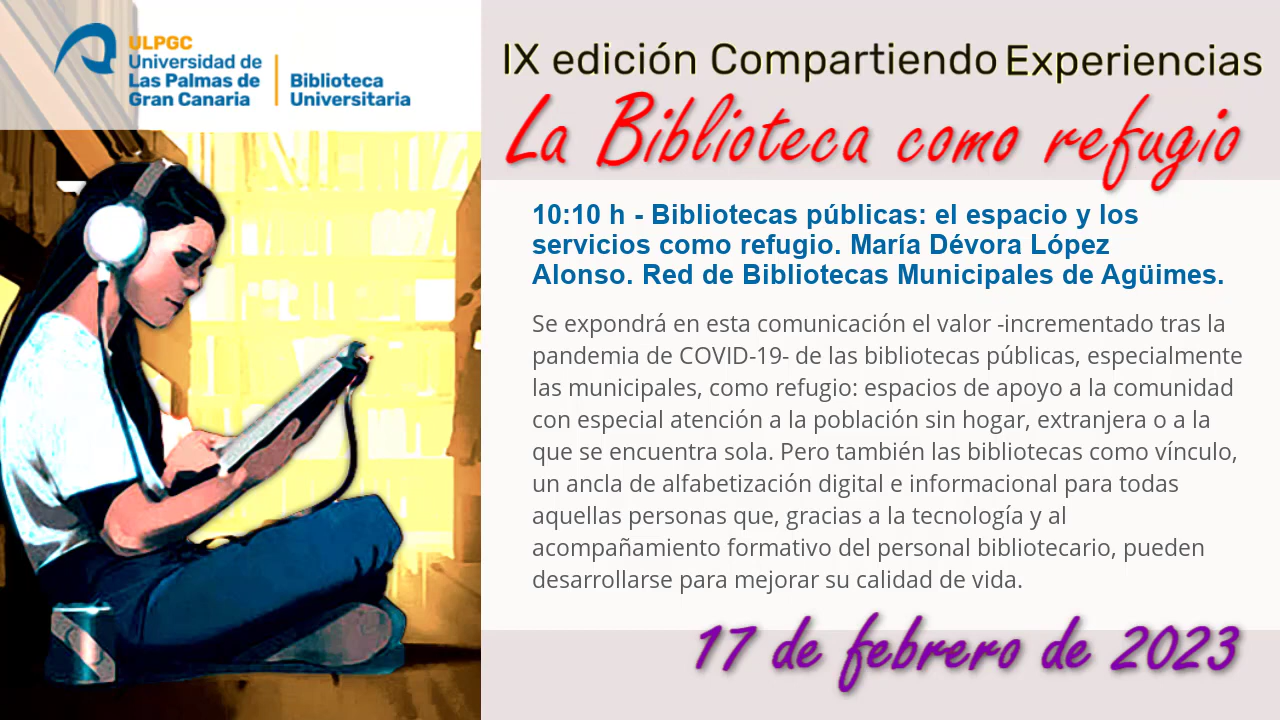 ULPGC
Universidad de
Las Palmas de
Gran Canaria
Biblioteca
Universitaria
IX edición Compartiendo Experiencias
La Biblioteca como refugio
10:10 h - Bibliotecas públicas: el espacio y los
servicios como refugio. María Dévora López
Alonso. Red de Bibliotecas Municipales de Agüimes.
Se expondrá en esta comunicación el valor -incrementado tras la
pandemia de COVID-19- de las bibliotecas públicas, especialmente
las municipales, como refugio: espacios de apoyo a la comunidad
con especial atención a la población sin hogar, extranjera o a la
que se encuentra sola. Pero también las bibliotecas como vínculo,
un ancla de alfabetización digital e informacional para todas
aquellas personas que, gracias a la tecnología y al
acompañamiento formativo del personal bibliotecario, pueden
desarrollarse para mejorar su calidad de vida.
17 de febrero de 2023